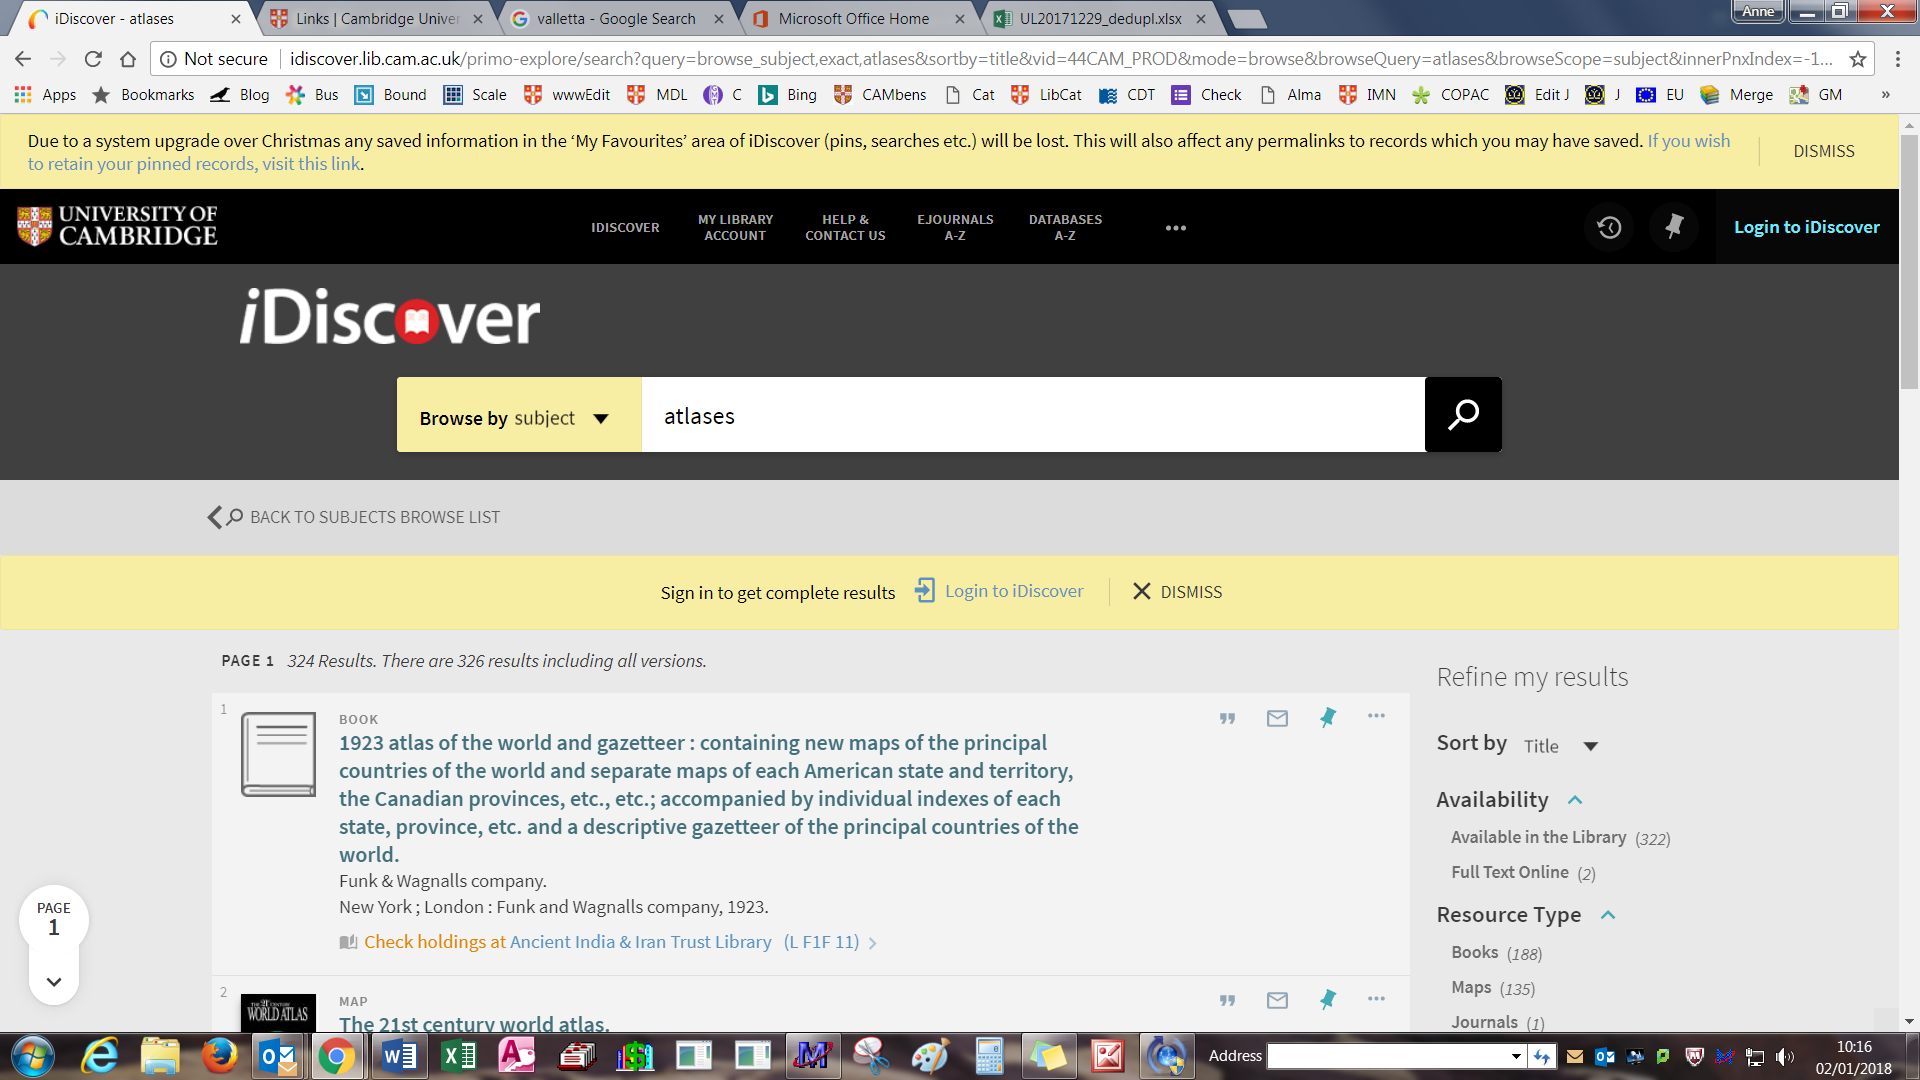 iDiscover - atlases
Links | Cambridge Univer
valletta - Google Search
Microsoft Office Home
UL20171229_dedupl.xlsx
Anne
Not secure
idiscover.lib.cam.ac.uk/primo-explore/search?query=browse_subject,exact,atlases&sortby=title&vid=44CAM_PROD&mode=browse&browseQuery=atlases&browseScope=subject&innerPnxIndex=-1...
Apps Bookmarks Blog Bus Bound Scale wwwEdit MDL C Bing CAMbens Cat LibCat CDT Check Alma IMN COPAC Edit J J EU Merge GM »
Due to a system upgrade over Christmas any saved information in the ‘My Favourites’ area of iDiscover (pins, searches etc.) will be lost. This will also affect any permalinks to records which you may have saved. If you wish
to retain your pinned records, visit this link.
DISMISS
UNIVERSITY OF
CAMBRIDGE
IDISCOVER
MY LIBRARY
ACCOUNT
HELP &
CONTACT US
EJOURNALS
A-Z
DATABASES
A-Z
Login to iDiscover
iDiscover
Browse by subject
atlases
BACK TO SUBJECTS BROWSE LIST
Sign in to get complete results
Login to iDiscover
DISMISS
PAGE 1 324 Results. There are 326 results including all versions.
1
BOOK
1923 atlas of the world and gazetteer : containing new maps of the principal
countries of the world and separate maps of each American state and territory,
the Canadian provinces, etc., etc.; accompanied by individual indexes of each
state, province, etc. and a descriptive gazetteer of the principal countries of the
world.
Funk & Wagnalls company.
New York ; London : Funk and Wagnalls company, 1923.
Check holdings at Ancient India & Iran Trust Library (L F1F 11)
2
THE 21ST CENTURY
WORLD ATLAS
MAP
The 21st century world atlas.
PAGE
1
Refine my results
Sort by Title
Availability
Available in the Library (322)
Full Text Online (2)
Resource Type
Books (188)
Maps (135)
Journals (1)
Address
10:16
02/01/2018